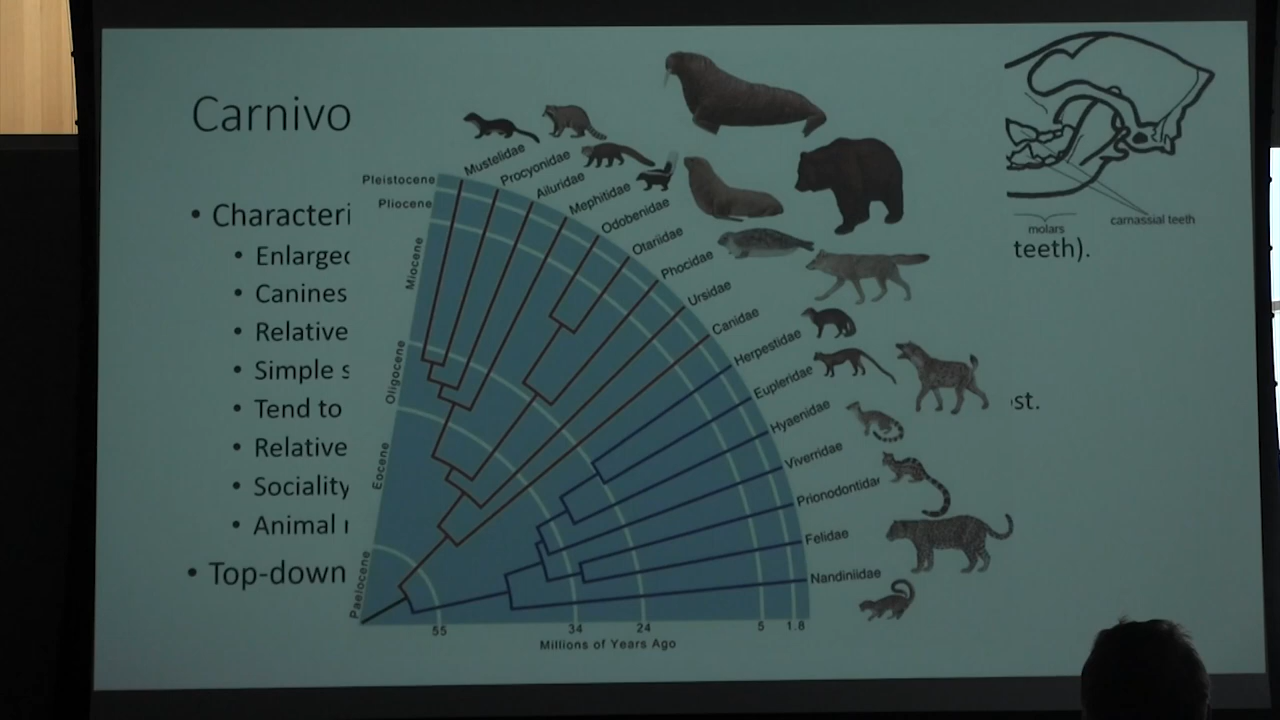 Carnivo
• Characteri
• Enlarged
• Canines
• Relative
• Simple s
• Tend to
• Relative
• Sociality
• Animal r
• Top-down
Pleistocene
Pliocene
Miocene
Oligocene
Eocene
Paelocene
Mustelidae
Procyonidae
Ailuridae
Mephitidae
Odobenidae
Otariidae
Phocidae
Ursidae
Canidae
Herpestidae
Eupleridae
Hyaenidae
Viverridae
Prionodontidae
Felidae
Nandiniidae
55 34 24 5 1.8
Millions of Years Ago
molars
carnassial teeth
teeth).
st.